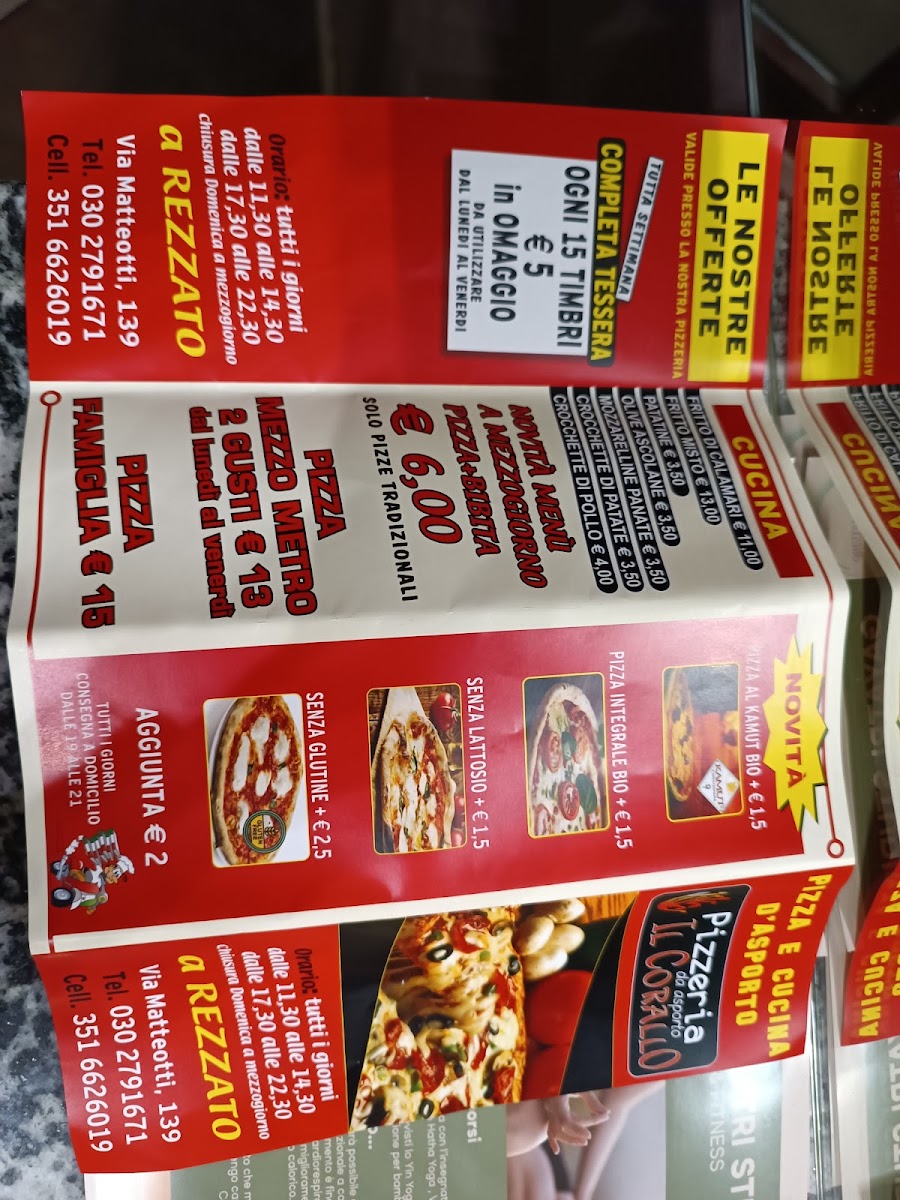 LE NOSTRE
OFFERTE
VALIDE PRESSO LA NOSTRA PIZZERIA
TUTTA SETTIMANA
COMPLETA TESSERA
OGNI 15 TIMBRI
€ 5
in OMAGGIO
DA UTILIZZARE
DAL LUNEDÌ AL VENERDI
Orario: tutti i giorni
dalle 11,30 alle 14,30
dalle 17,30 alle 22,30
chiusura Domenica a mezzogiorno
a REZZATO
Via Matteotti, 139
Tel. 030 2791671
Cell. 351 6626019
CUCINA
FRITTO DI CALAMARI € 11,00
FRITTO MISTO € 13,00
PATATINE € 3,50
OLIVE ASCOLANE € 3,50
MOZZARELLINE PANATE € 3,50
CROCCHETTE DI PATATE € 3,50
CROCCHETTE DI POLLO € 4,00
NOVITÀ MENÙ
A MEZZOGIORNO
PIZZA+BIBITA
€ 6,00
SOLO PIZZE TRADIZIONALI
PIZZA
MEZZO METRO
2 GUSTI € 13
dal lunedì al venerdì
PIZZA
FAMIGLIA € 15
NOVITÀ
PIZZA AL KAMUT BIO + € 1,5
KAMUT
PIZZA INTEGRALE BIO + € 1,5
SENZA LATTOSIO + € 1,5
SENZA GLUTINE + € 2,5
AGGIUNTA € 2
TUTTI I GIORNI
CONSEGNA A DOMICILIO
DALLE 19 ALLE 21
PIZZA E CUCINA
D'ASPORTO
Pizzeria
da asporto
IL CORALLO
Orario: tutti i giorni
dalle 11,30 alle 14,30
dalle 17,30 alle 22,30
chiusura Domenica a mezzogiorno
a REZZATO
Via Matteotti, 139
Tel. 030 2791671
Cell. 351 6626019